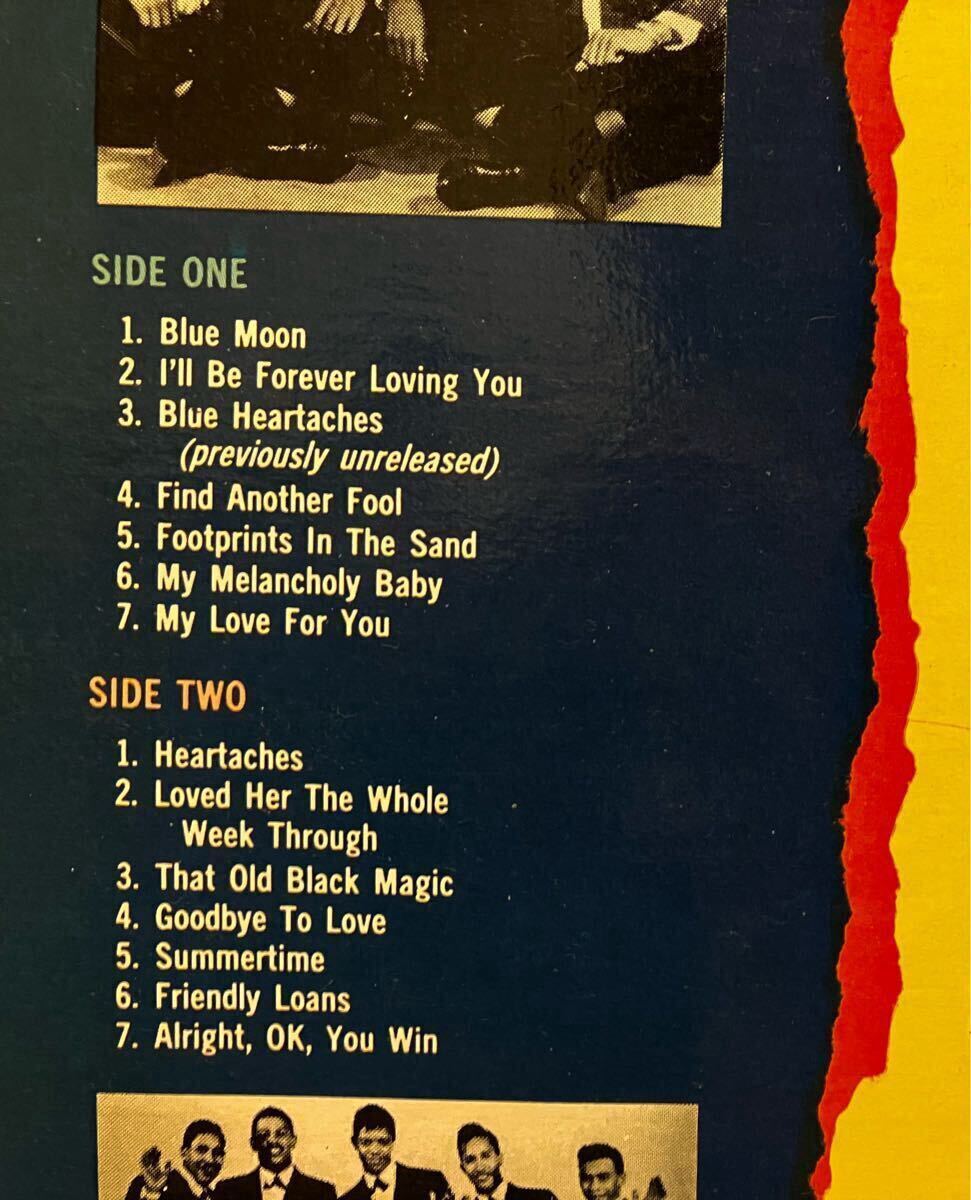 SIDE ONE
1. Blue Moon
2. I'll Be Forever Loving You
3. Blue Heartaches
(previously unreleased)
4. Find Another Fool
5. Footprints In The Sand
6. My Melancholy Baby
7. My Love For You
SIDE TWO
1. Heartaches
2. Loved Her The Whole
Week Through
3. That Old Black Magic
4. Goodbye To Love
5. Summertime
6. Friendly Loans
7. Alright, OK, You Win